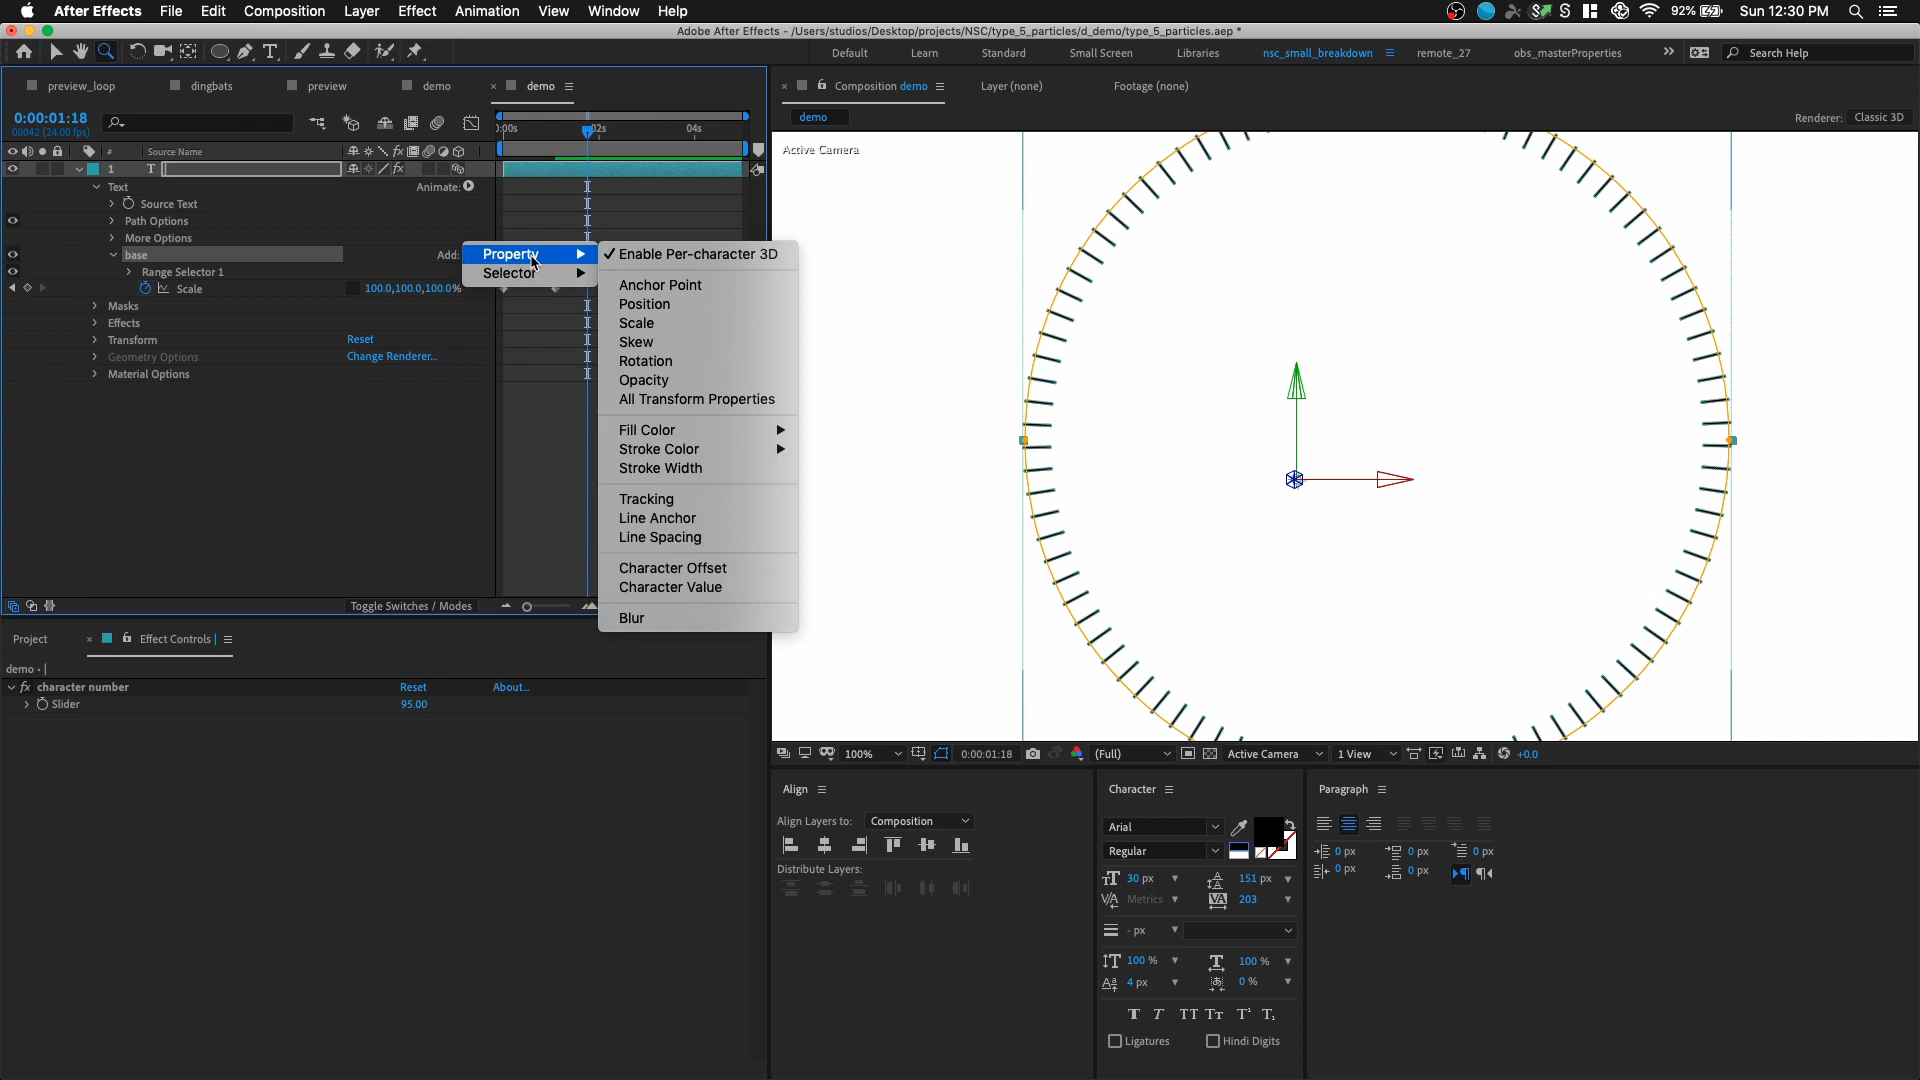 After Effects File Edit Composition Layer Effect Animation View Window Help
92% Sun 12:30 PM
Adobe After Effects - /Users/studios/Desktop/projects/NSC/type_5_particles/d_demo/type_5_particles.aep *
Default Learn Standard Small Screen Libraries nsc_small_breakdown remote_27 obs_masterProperties Search Help
preview_loop dingbats preview demo demo
Composition demo Layer (none) Footage (none)
0:00:01:18
00042 (24.00 fps)
):00s 02s 04s
demo
Renderer: Classic 3D
# Source Name
Active Camera
1 T
Text Animate:
Source Text
Path Options
More Options
base Add:
Range Selector 1
Scale 100.0,100.0,100.0%
Masks
Effects
Transform Reset
Geometry Options Change Renderer...
Material Options
Property
Selector
Enable Per-character 3D
Anchor Point
Position
Scale
Skew
Rotation
Opacity
All Transform Properties
Fill Color
Stroke Color
Stroke Width
Tracking
Line Anchor
Line Spacing
Character Offset
Character Value
Blur
Toggle Switches / Modes
Project Effect Controls |
demo · |
fx character number Reset About...
Slider 95.00
100% 0:00:01:18 (Full) Active Camera 1 View +0.0
Align
Align Layers to: Composition
Distribute Layers:
Character
Arial
Regular
30 px 151 px
Metrics 203
- px
100 % 100 %
4 px 0 %
T T TT Tт T¹ T₁
Ligatures Hindi Digits
Paragraph
0 px 0 px 0 px
0 px 0 px